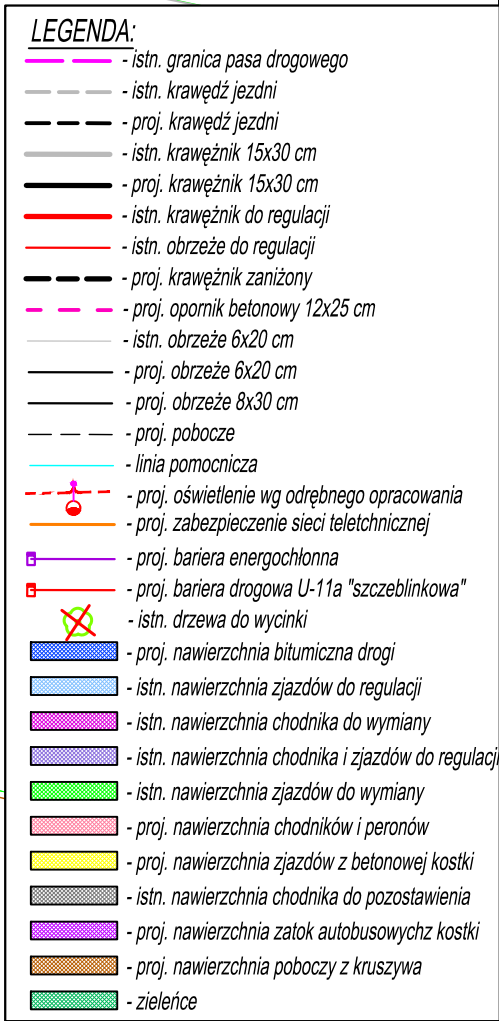 LEGENDA:
- istn. granica pasa drogowego
- istn. krawędź jezdni
- proj. krawędź jezdni
- istn. krawężnik 15x30 cm
- proj. krawężnik 15x30 cm
- istn. krawężnik do regulacji
- istn. obrzeże do regulacji
- proj. krawężnik zaniżony
- proj. opornik betonowy 12x25 cm
- istn. obrzeże 6x20 cm
- proj. obrzeże 6x20 cm
- proj. obrzeże 8x30 cm
- proj. pobocze
- linia pomocnicza
- proj. oświetlenie wg odrębnego opracowania
- proj. zabezpieczenie sieci teletchnicznej
- proj. bariera energochłonna
- proj. bariera drogowa U-11a "szczeblinkowa"
- istn. drzewa do wycinki
- proj. nawierzchnia bitumiczna drogi
- istn. nawierzchnia zjazdów do regulacji
- istn. nawierzchnia chodnika do wymiany
- istn. nawierzchnia chodnika i zjazdów do regulacji
- istn. nawierzchnia zjazdów do wymiany
- proj. nawierzchnia chodników i peronów
- proj. nawierzchnia zjazdów z betonowej kostki
- istn. nawierzchnia chodnika do pozostawienia
- proj. nawierzchnia zatok autobusowychz kostki
- proj. nawierzchnia poboczy z kruszywa
- zieleńce